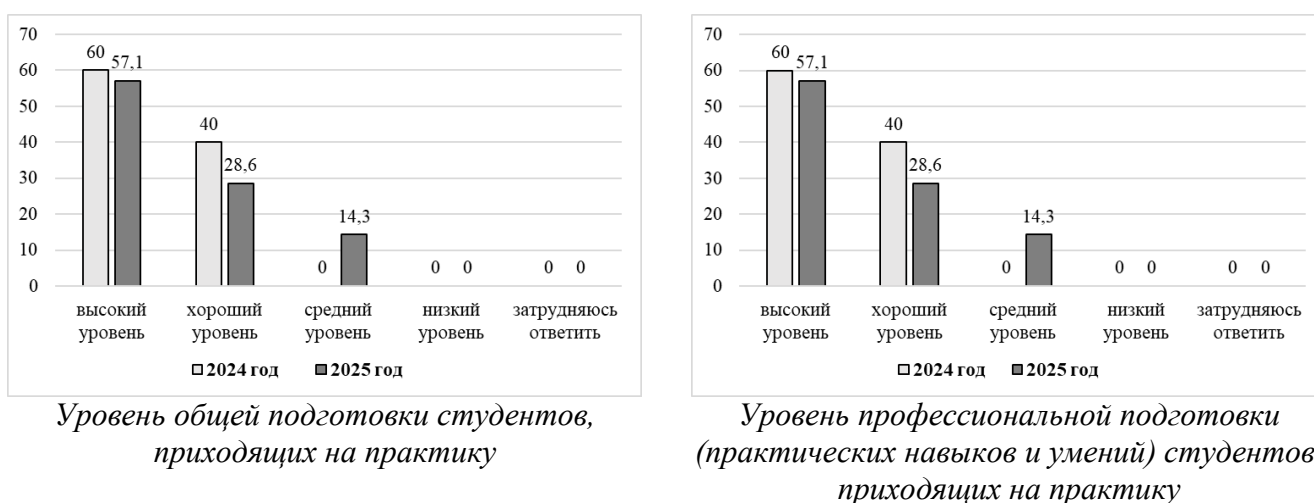 70
60
50
40
30
20
10
0
60
57,1
40
28,6
0
14,3
0 0
0 0
высокий уровень
хороший уровень
средний уровень
низкий уровень
затрудняюсь ответить
2024 год 2025 год
Уровень общей подготовки студентов,
приходящих на практику
70
60
50
40
30
20
10
0
60
57,1
40
28,6
0
14,3
0 0
0 0
высокий уровень
хороший уровень
средний уровень
низкий уровень
затрудняюсь ответить
2024 год 2025 год
Уровень профессиональной подготовки
(практических навыков и умений) студентов
приходящих на практику